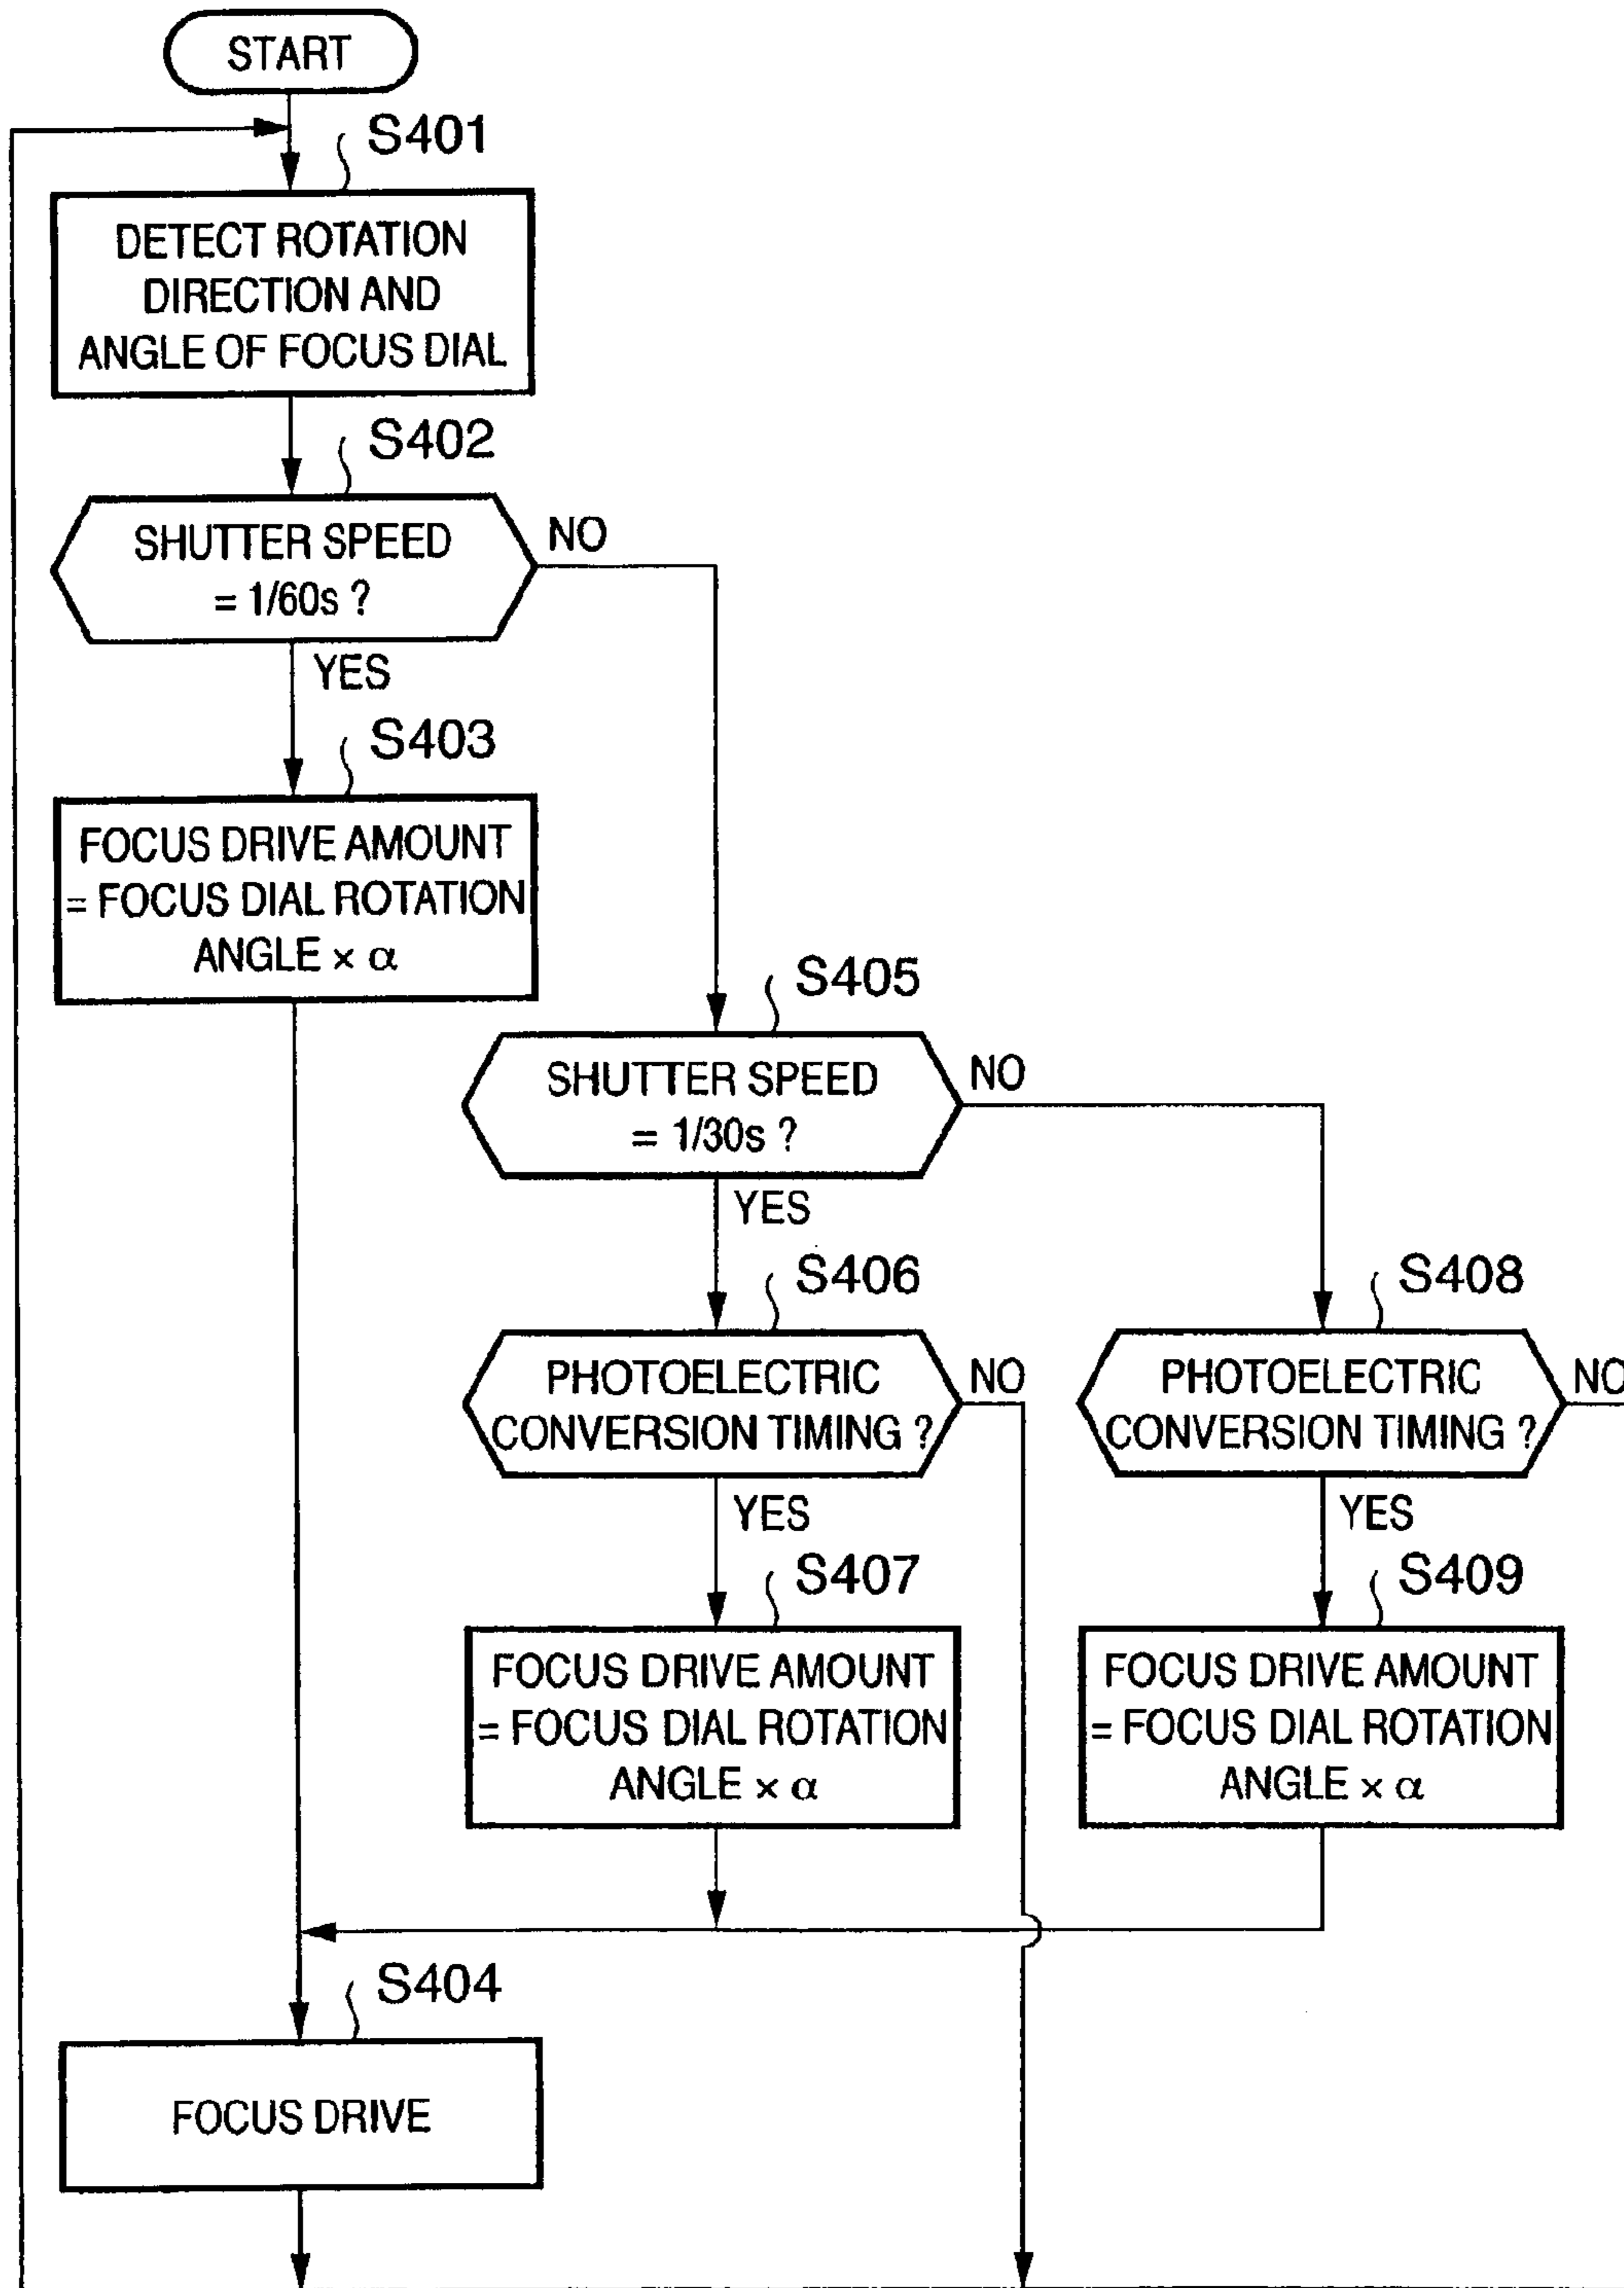 START
S401
DETECT ROTATION
DIRECTION AND
ANGLE OF FOCUS DIAL
S402
SHUTTER SPEED
= 1/60s ?
NO
YES
S403
FOCUS DRIVE AMOUNT
= FOCUS DIAL ROTATION
ANGLE × α
S405
SHUTTER SPEED
= 1/30s ?
NO
YES
S406
PHOTOELECTRIC
CONVERSION TIMING ?
NO
YES
S408
PHOTOELECTRIC
CONVERSION TIMING ?
NO
YES
S407
FOCUS DRIVE AMOUNT
= FOCUS DIAL ROTATION
ANGLE × α
S409
FOCUS DRIVE AMOUNT
= FOCUS DIAL ROTATION
ANGLE × α
S404
FOCUS DRIVE